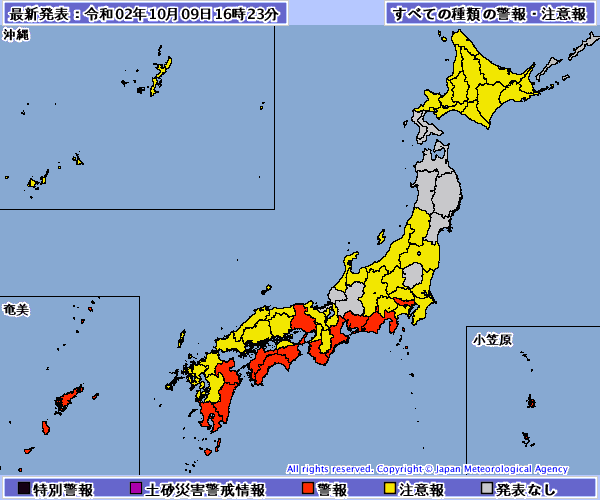 最新発表：令和02年10月09日16時23分
すべての種類の警報・注意報
沖縄
奄美
小笠原
All rights reserved. Copyright © Japan Meteorological Agency
特別警報 土砂災害警戒情報 警報 注意報 発表なし